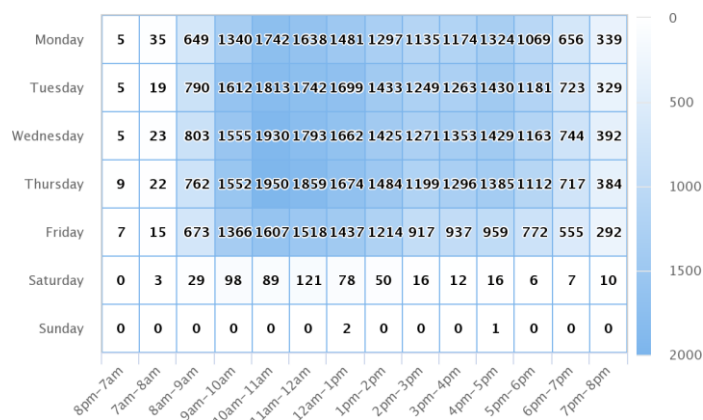 Monday 5 35 649 1340 1742 1638 1481 1297 1135 1174 1324 1069 656 339
Tuesday 5 19 790 1612 1813 1742 1699 1433 1249 1263 1430 1181 723 329
Wednesday 5 23 803 1555 1930 1793 1662 1425 1271 1353 1429 1163 744 392
Thursday 9 22 762 1552 1950 1859 1674 1484 1199 1296 1385 1112 717 384
Friday 7 15 673 1366 1607 1518 1437 1214 917 937 959 772 555 292
Saturday 0 3 29 98 89 121 78 50 16 12 16 6 7 10
Sunday 0 0 0 0 0 0 2 0 0 0 1 0 0 0
8pm-7am 7am-8am 8am-9am 9am-10am 10am-11am 11am-12am 12am-1pm 1pm-2pm 2pm-3pm 3pm-4pm 4pm-5pm 5pm-6pm 6pm-7pm 7pm-8pm
0
500
1000
1500
2000